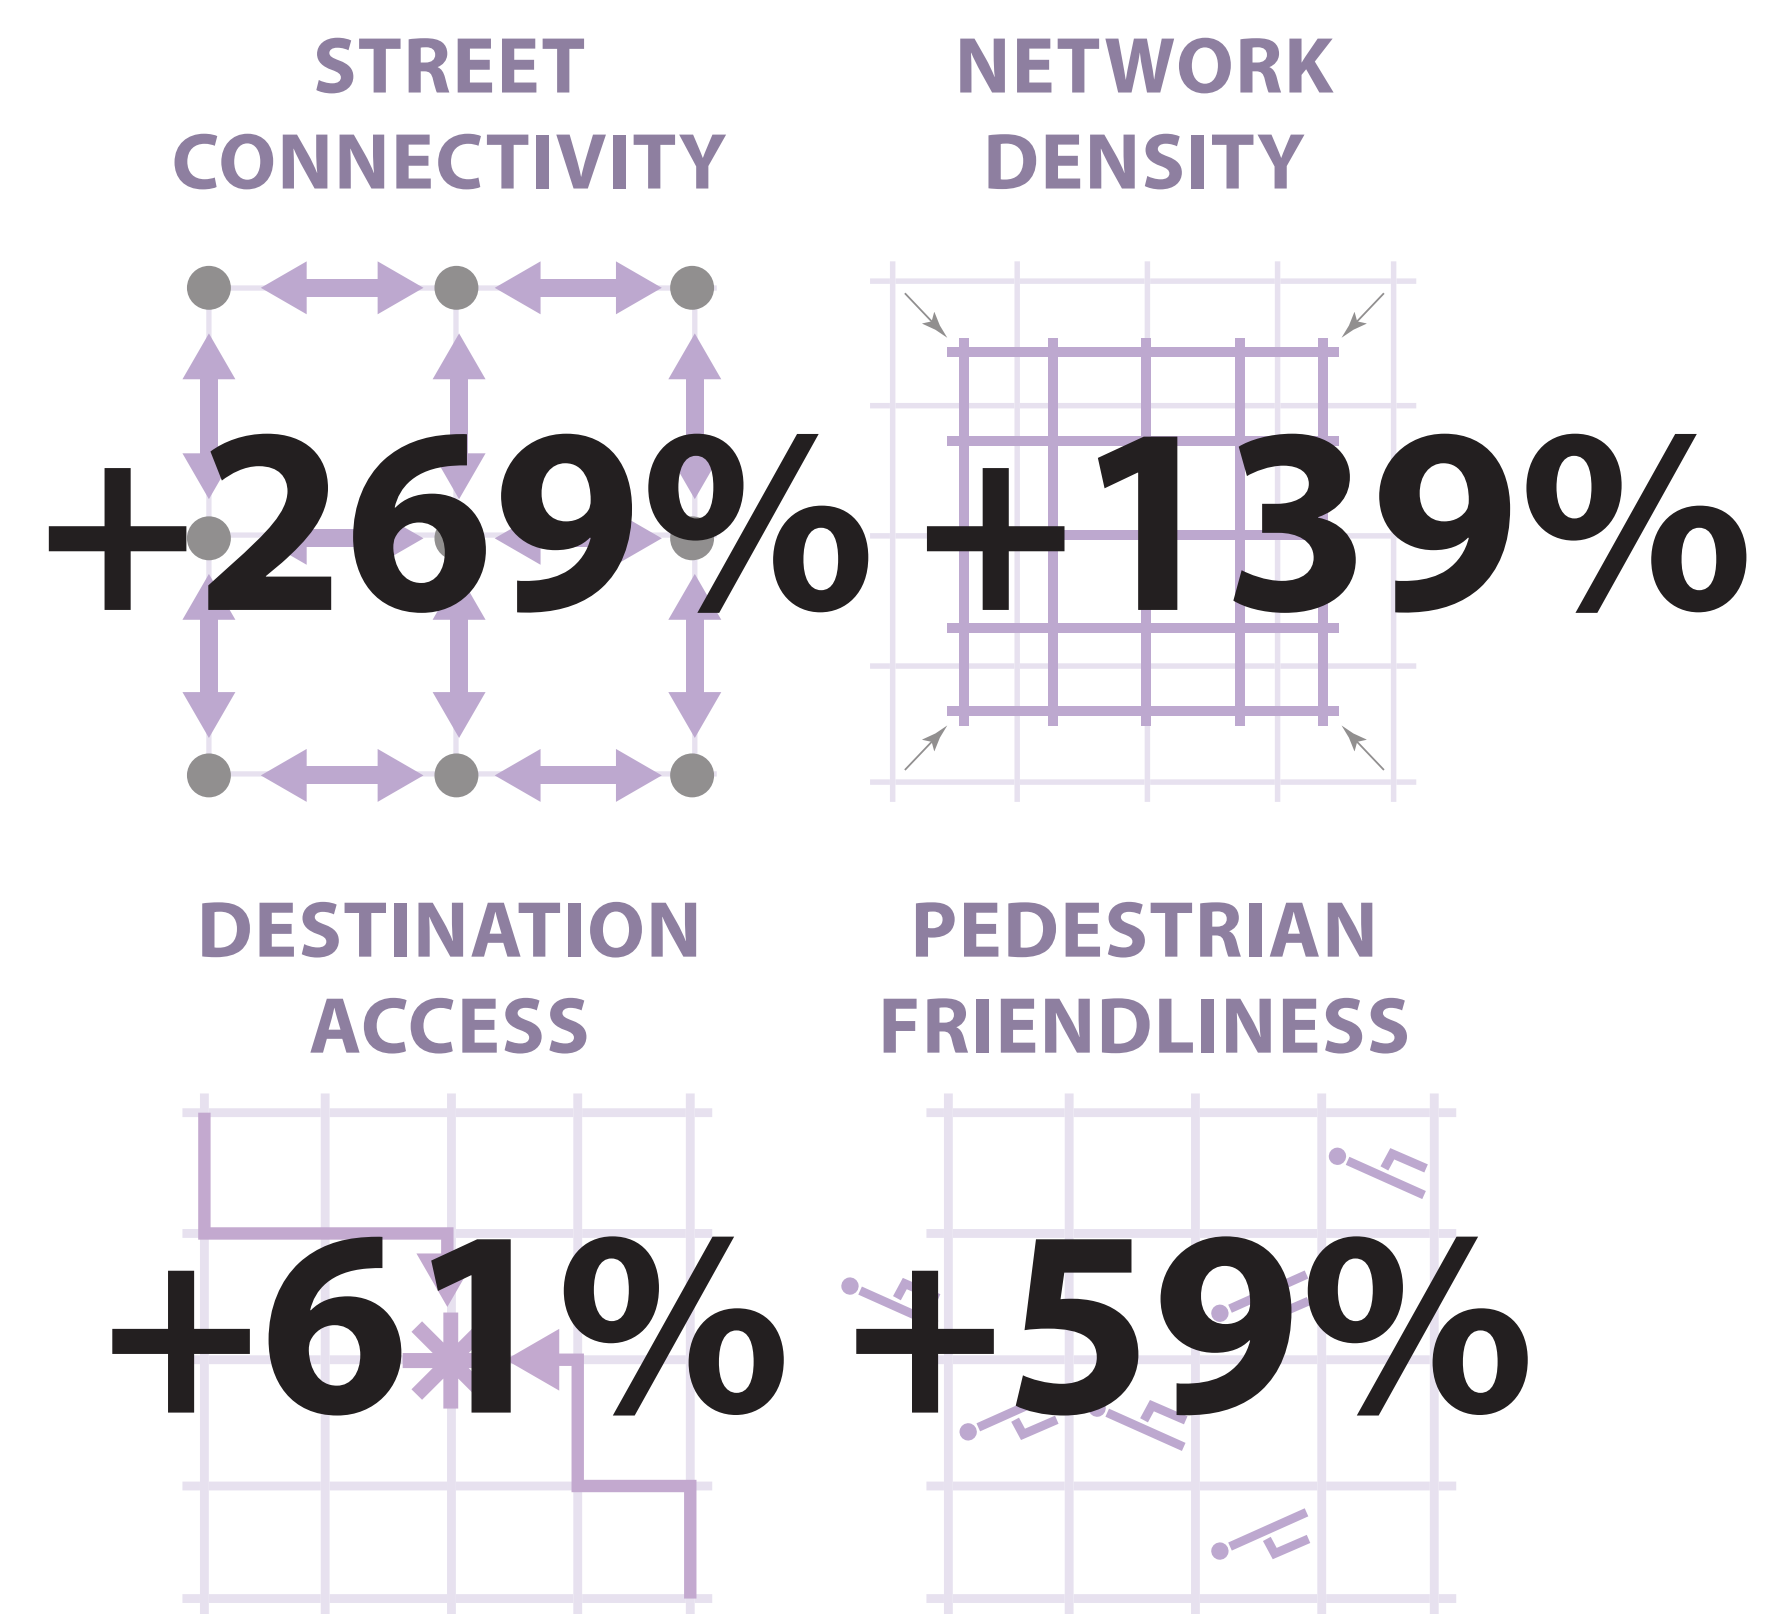 STREET
CONNECTIVITY
+269%
NETWORK
DENSITY
+139%
DESTINATION
ACCESS
+61%
PEDESTRIAN
FRIENDLINESS
+59%